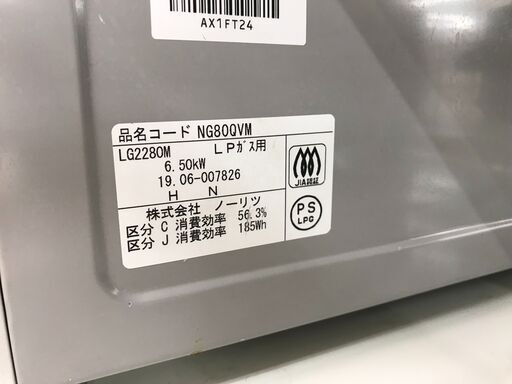 AX1FT24
品名コード NG80QVM
LG2280M LPガス用
6.50kW
19.06-007826
H N
株式会社 ノーリツ
区分 C 消費効率 56.3%
区分 J 消費効率 185Wh
JIA認証
PS
LPG